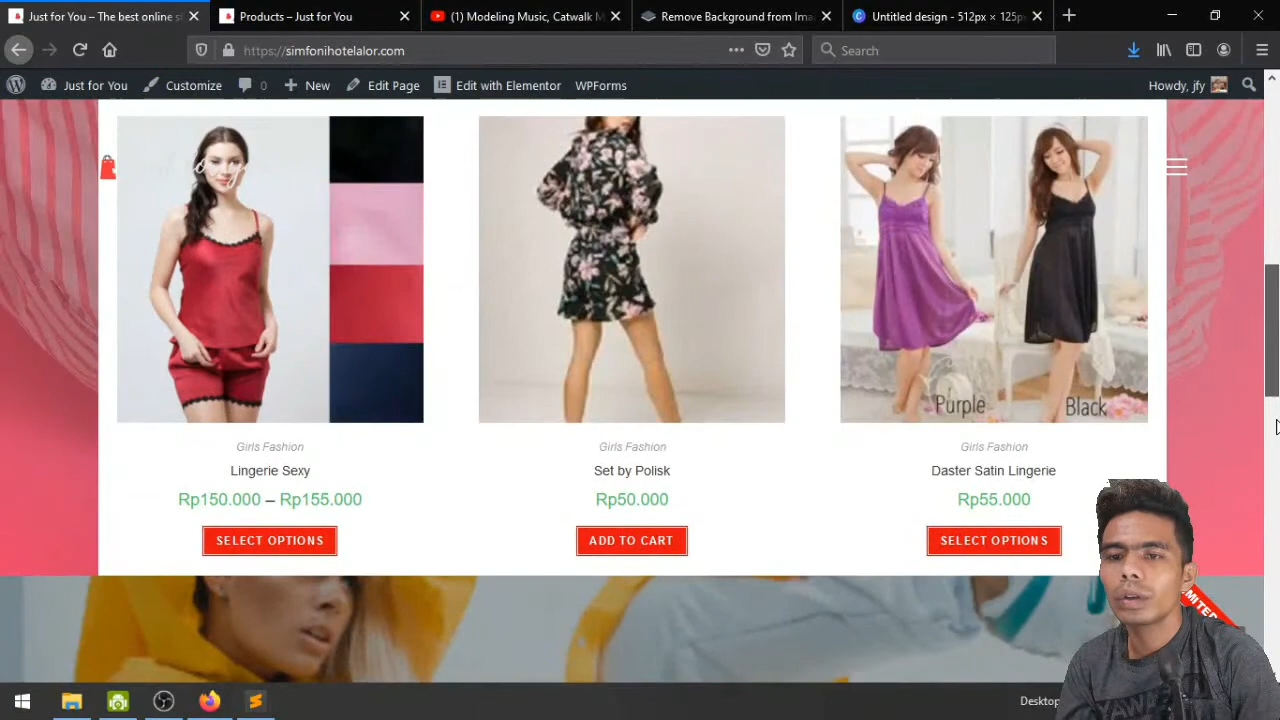 Just for You – The best online s
Products – Just for You
(1) Modeling Music, Catwalk M
Remove Background from Ima
Untitled design - 512px × 125p
https://simfonihotelalor.com
Search
Just for You
Customize
0
New
Edit Page
Edit with Elementor
WPForms
Howdy, jfy
Purple
Black
Girls Fashion
Girls Fashion
Girls Fashion
Lingerie Sexy
Set by Polisk
Daster Satin Lingerie
Rp150.000 – Rp155.000
Rp50.000
Rp55.000
SELECT OPTIONS
ADD TO CART
SELECT OPTIONS
Desktop